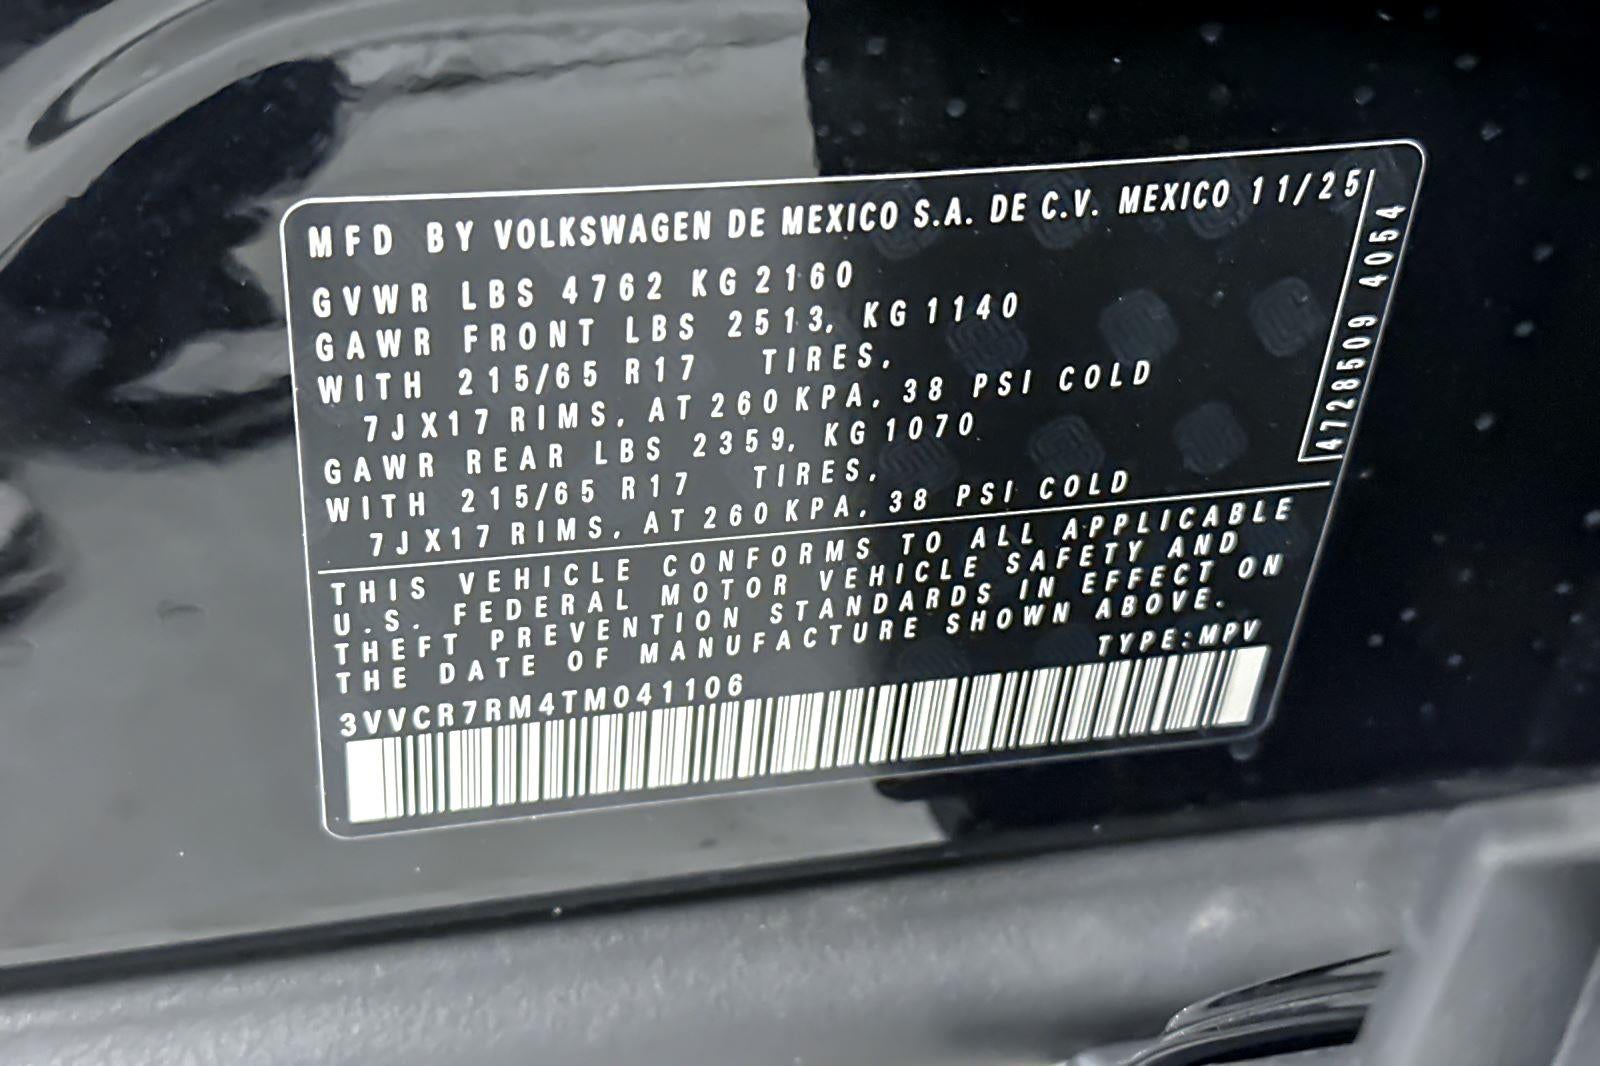 MFD BY VOLKSWAGEN DE MEXICO S.A. DE C.V. MEXICO 11/25
GVWR LBS 4762 KG 2160
GAWR FRONT LBS 2513, KG 1140
WITH 215/65 R17 TIRES,
7JX17 RIMS, AT 260 KPA, 38 PSI COLD
GAWR REAR LBS 2359, KG 1070
WITH 215/65 R17 TIRES,
7JX17 RIMS, AT 260 KPA, 38 PSI COLD
4728509 4054
THIS VEHICLE CONFORMS TO ALL APPLICABLE
U.S. FEDERAL MOTOR VEHICLE SAFETY AND
THEFT PREVENTION STANDARDS IN EFFECT ON
THE DATE OF MANUFACTURE SHOWN ABOVE.
TYPE:MPV
3VVCR7RM4TM041106